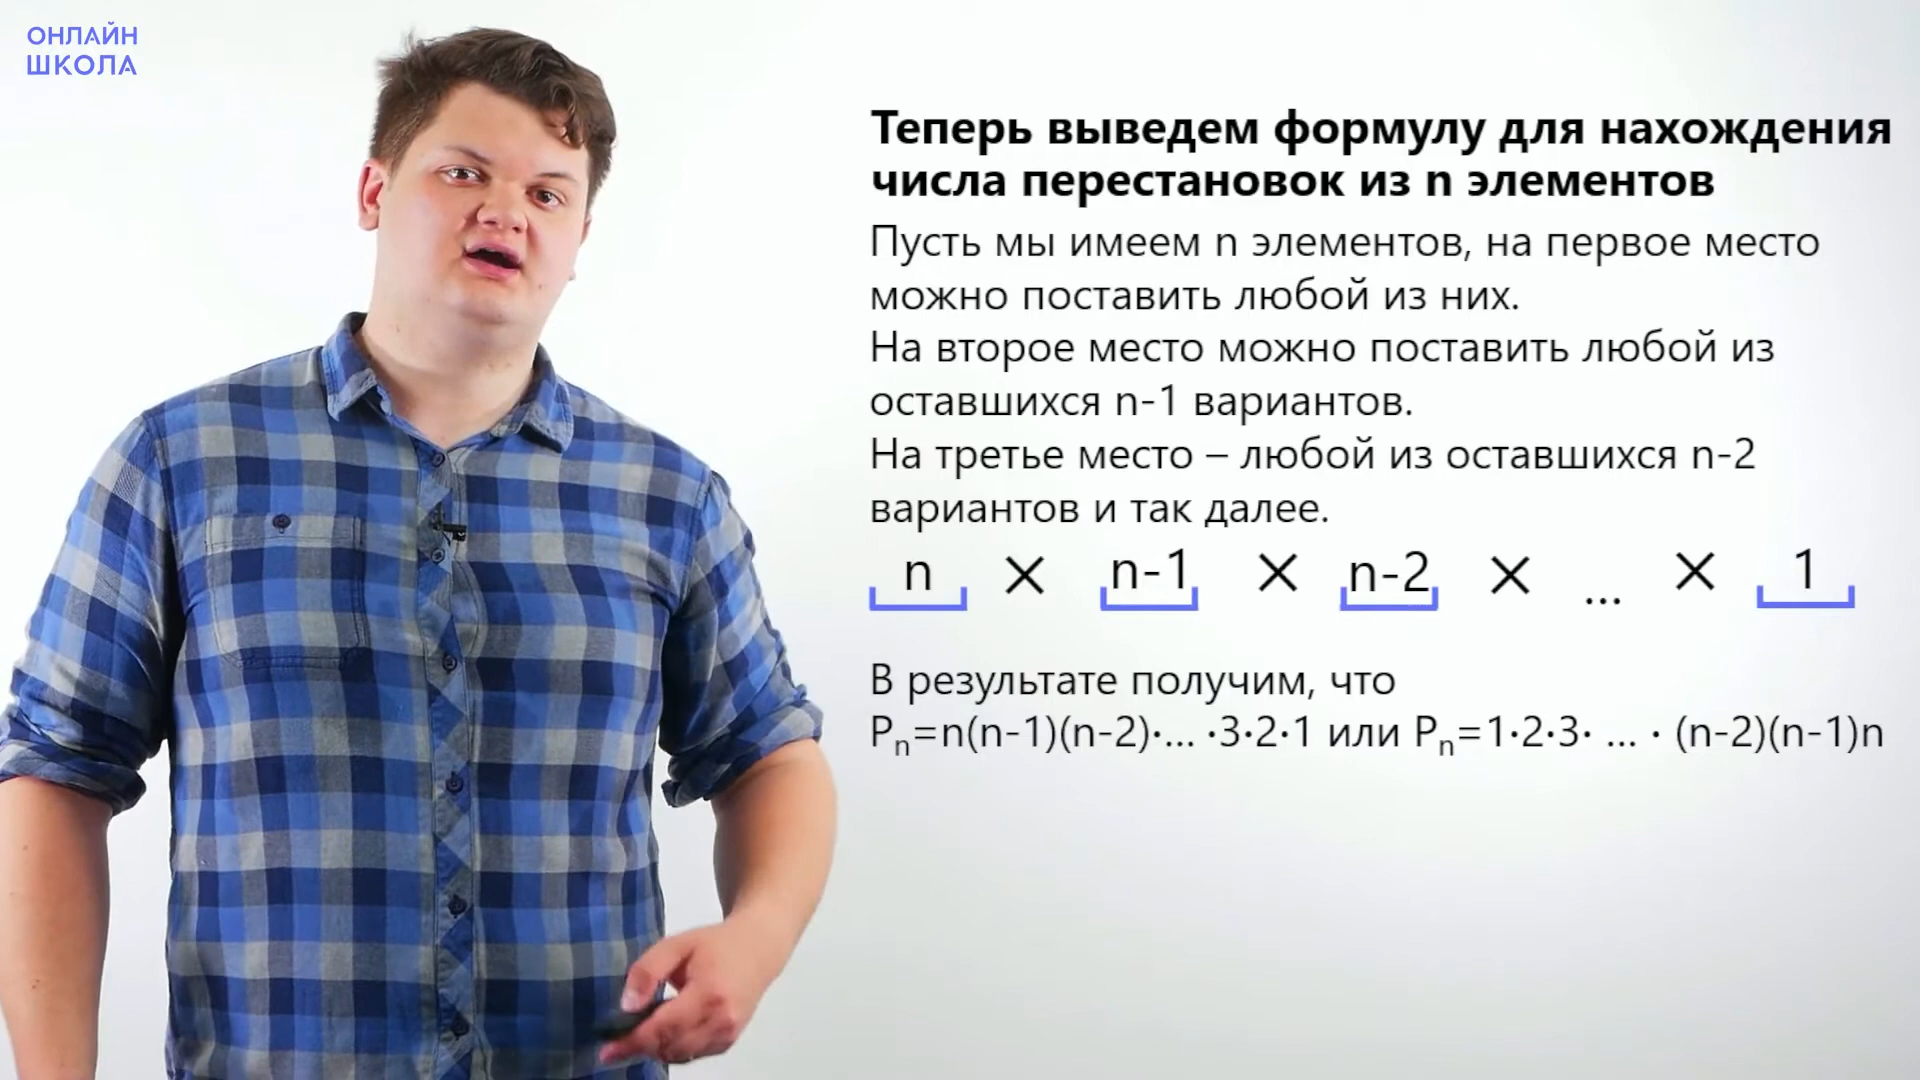 ОНЛАЙН
ШКОЛА
Теперь выведем формулу для нахождения
числа перестановок из n элементов
Пусть мы имеем n элементов, на первое место
можно поставить любой из них.
На второе место можно поставить любой из
оставшихся n-1 вариантов.
На третье место – любой из оставшихся n-2
вариантов и так далее.
n × n-1 × n-2 × ... × 1
В результате получим, что
Pₙ=n(n-1)(n-2)·... ·3·2·1 или Pₙ=1·2·3· ... · (n-2)(n-1)n